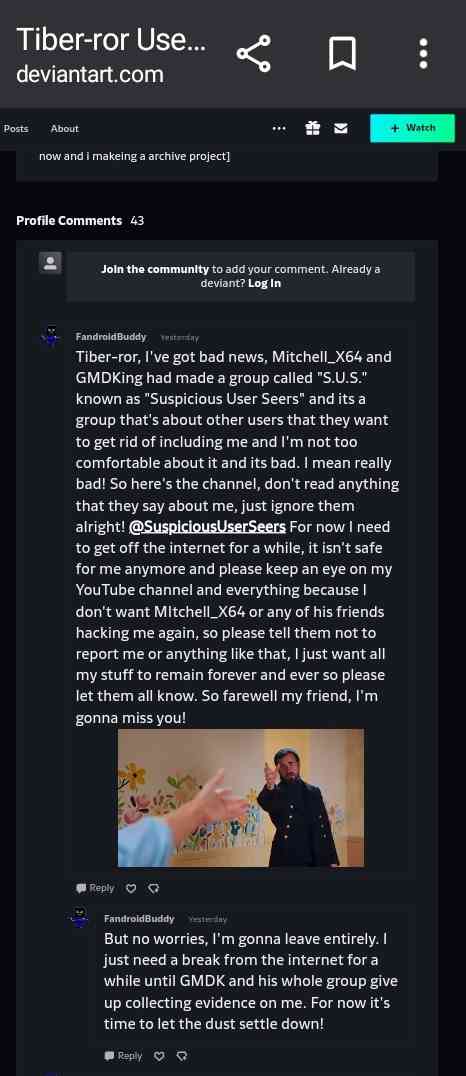 Tiber-ror Use...
deviantart.com
Posts
About
+ Watch
now and i makeing a archive project]
Profile Comments 43
Join the community to add your comment. Already a
deviant? Log In
FandroidBuddy Yesterday
Tiber-ror, I've got bad news, Mitchell_X64 and
GMDKing had made a group called "S.U.S."
known as "Suspicious User Seers" and its a
group that's about other users that they want
to get rid of including me and I'm not too
comfortable about it and its bad. I mean really
bad! So here's the channel, don't read anything
that they say about me, just ignore them
alright! @SuspiciousUserSeers For now I need
to get off the internet for a while, it isn't safe
for me anymore and please keep an eye on my
YouTube channel and everything because I
don't want MItchell_X64 or any of his friends
hacking me again, so please tell them not to
report me or anything like that, I just want all
my stuff to remain forever and ever so please
let them all know. So farewell my friend, I'm
gonna miss you!
Reply
FandroidBuddy Yesterday
But no worries, I'm gonna leave entirely. I
just need a break from the internet for a
while until GMDK and his whole group give
up collecting evidence on me. For now it's
time to let the dust settle down!
Reply